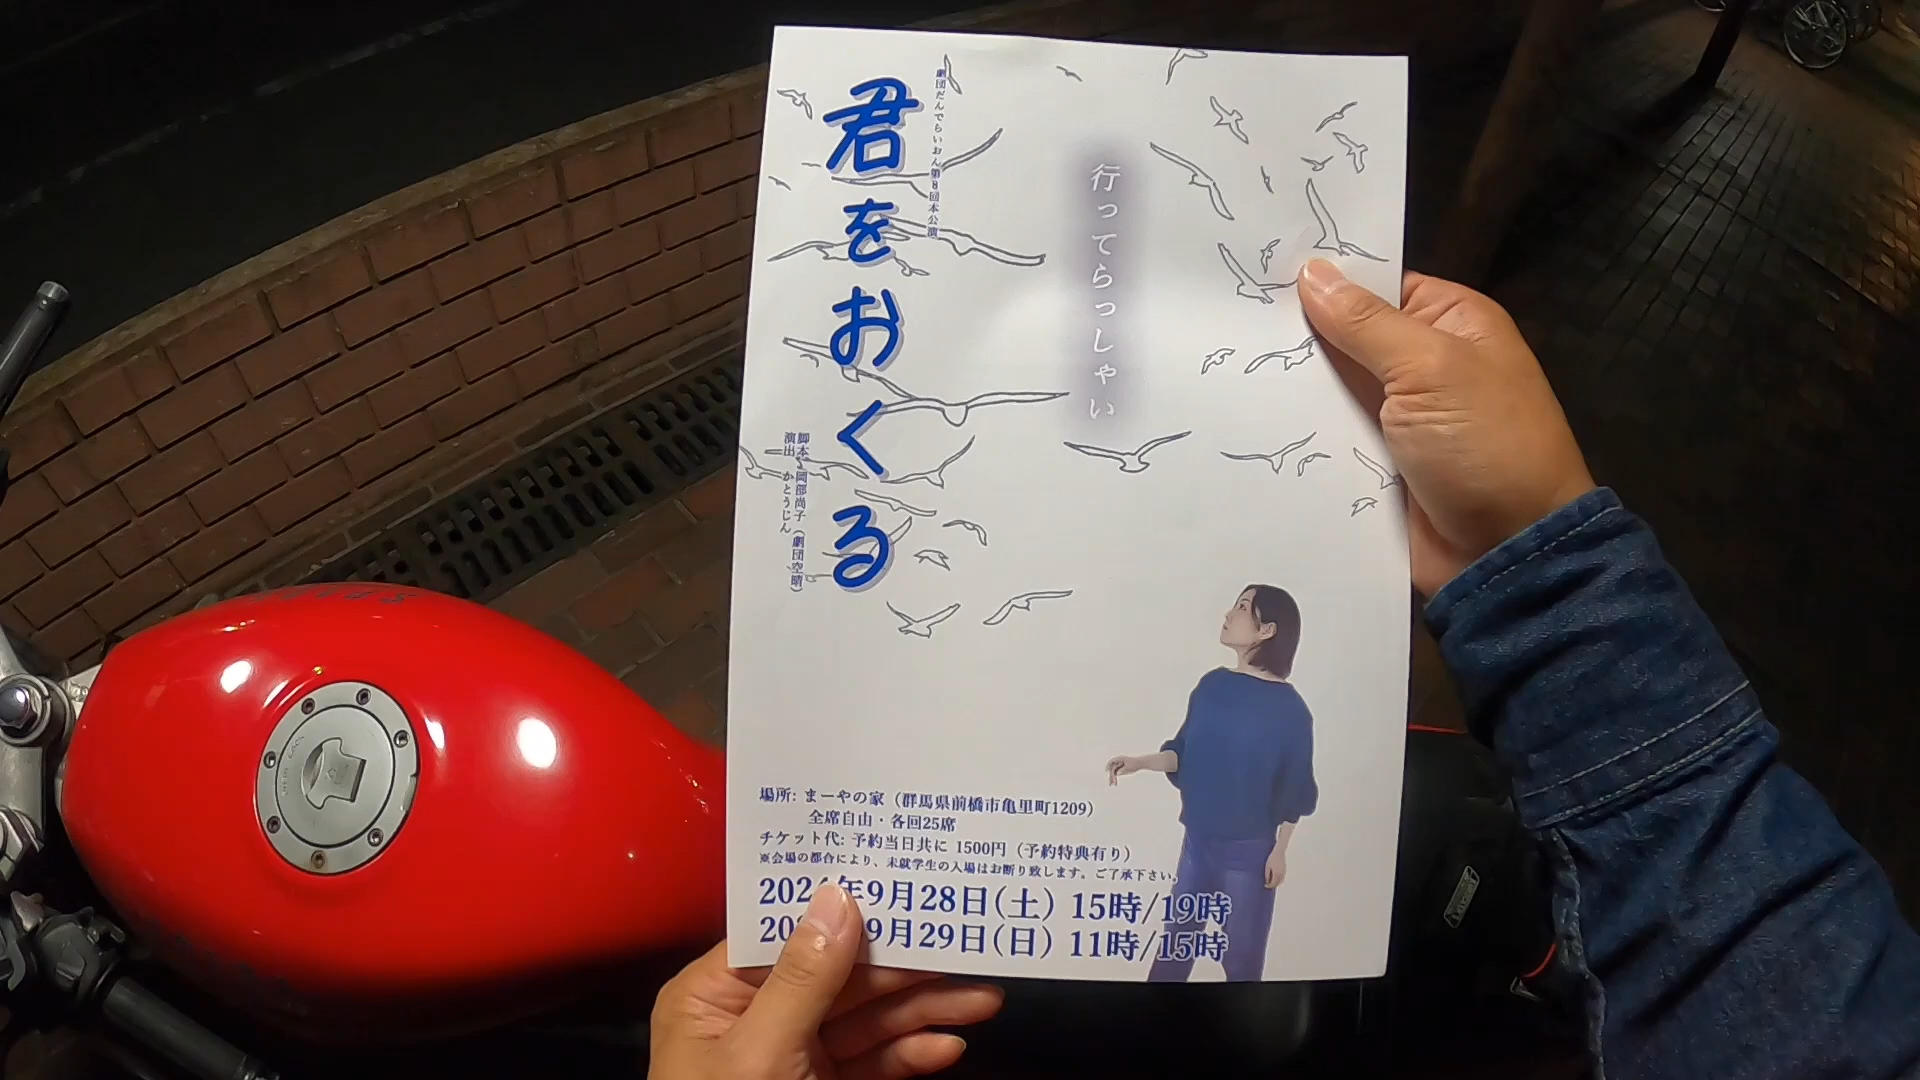 劇団だんでらいおん第8回本公演
君をおくる
脚本 岡部尚子（劇団空晴）
演出 かとうじん
行ってらっしゃい
場所: まーやの家（群馬県前橋市亀里町1209）
全席自由・各回25席
チケット代: 予約当日共に 1500円（予約特典有り）
※会場の都合により、未就学生の入場はお断り致します。ご了承下さい。
2024年9月28日(土) 15時/19時
9月29日(日) 11時/15時